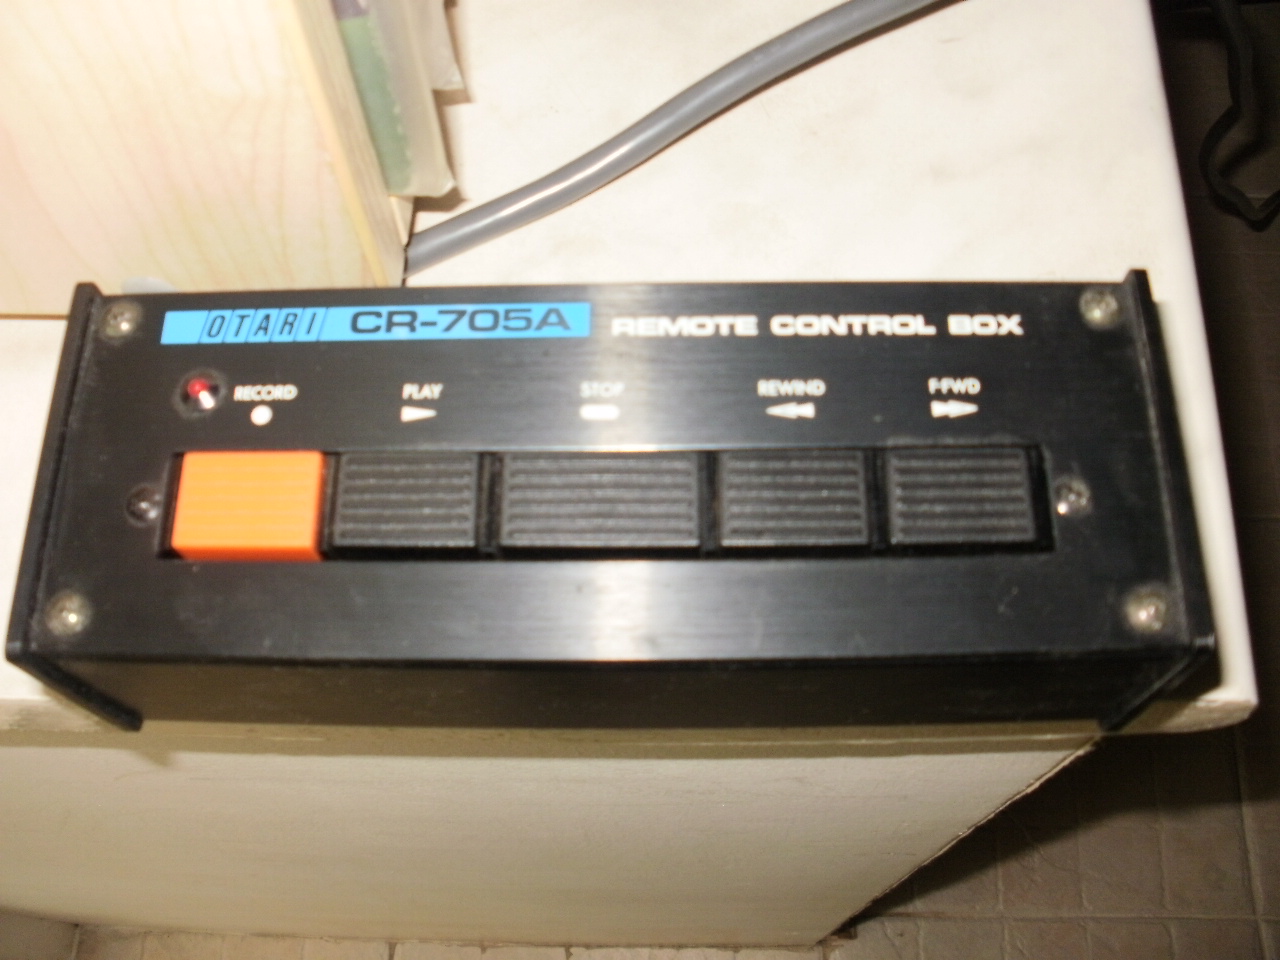 OTARI CR-705A REMOTE CONTROL BOX
RECORD PLAY STOP REWIND F·FWD